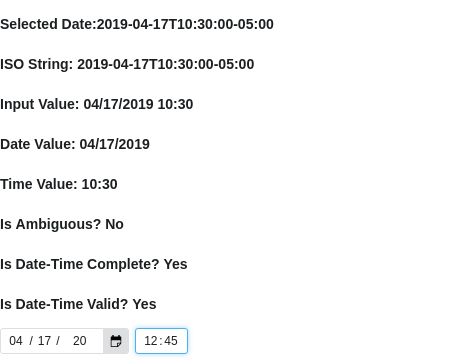 Selected Date:2019-04-17T10:30:00-05:00
ISO String: 2019-04-17T10:30:00-05:00
Input Value: 04/17/2019 10:30
Date Value: 04/17/2019
Time Value: 10:30
Is Ambiguous? No
Is Date-Time Complete? Yes
Is Date-Time Valid? Yes
04 / 17 / 20 12:45